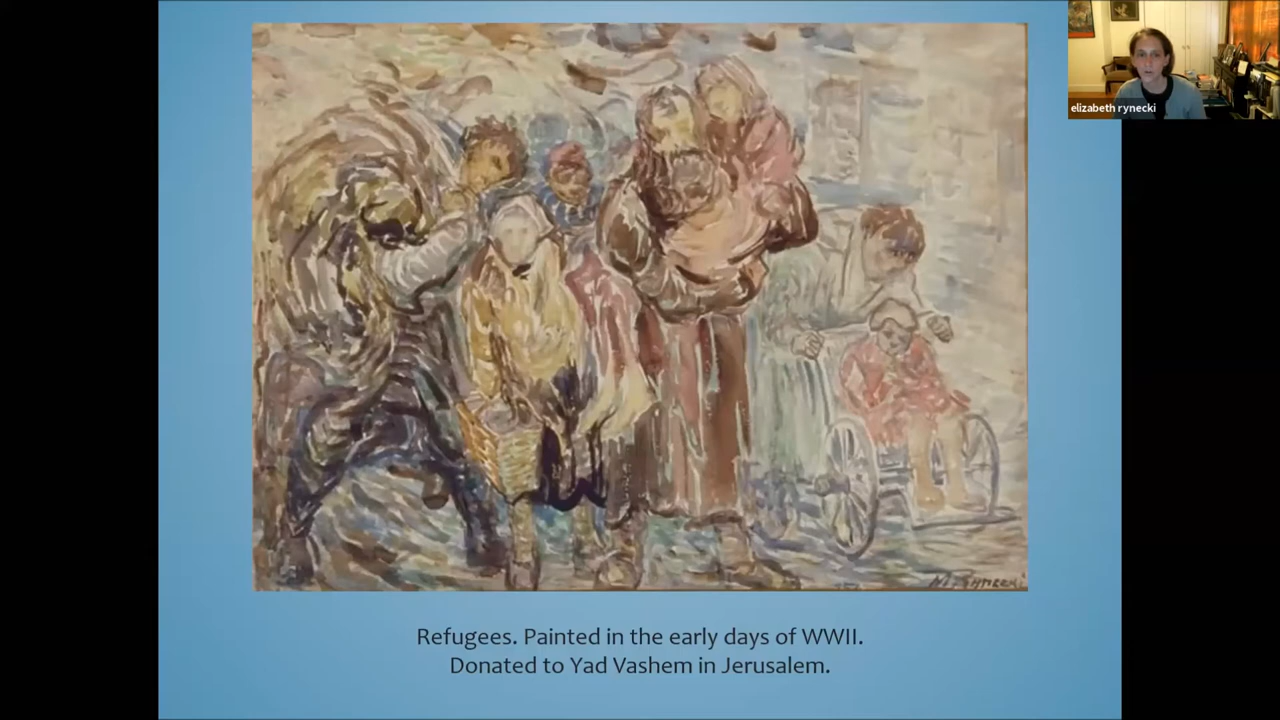 elizabeth rynecki
Refugees. Painted in the early days of WWII.
Donated to Yad Vashem in Jerusalem.